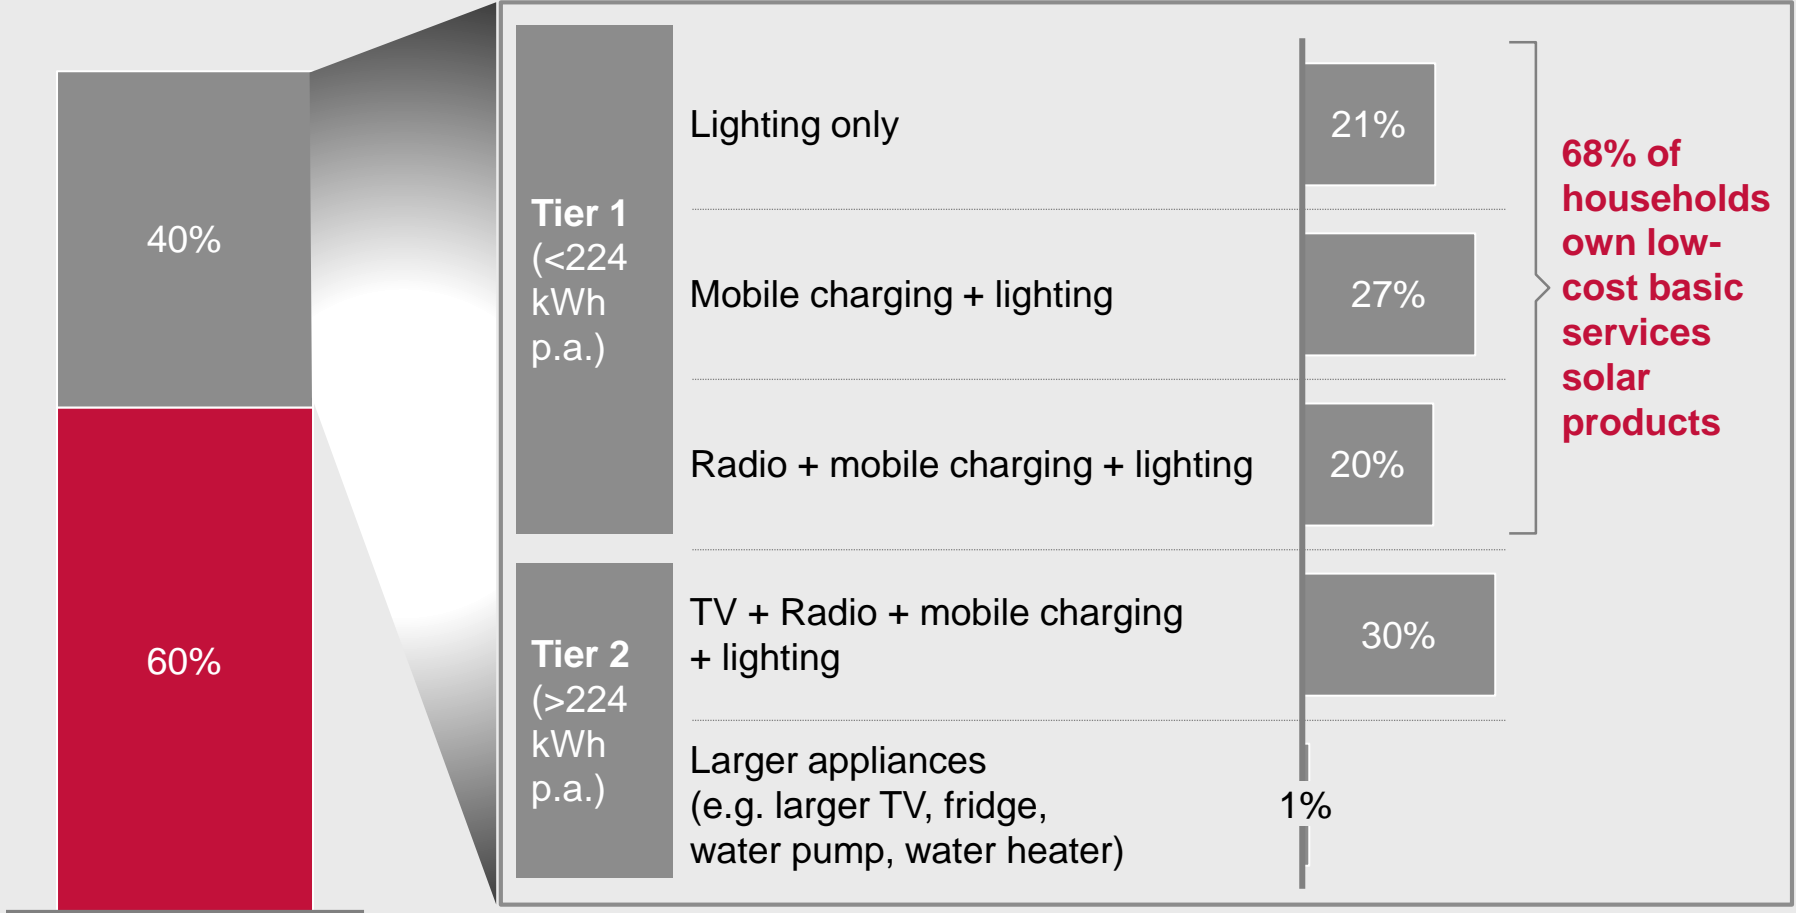 40%
60%
Tier 1
(<224
kWh
p.a.)
Lighting only
21%
Mobile charging + lighting
27%
Radio + mobile charging + lighting
20%
68% of
households
own low-
cost basic
services
solar
products
Tier 2
(>224
kWh
p.a.)
TV + Radio + mobile charging
+ lighting
30%
Larger appliances
(e.g. larger TV, fridge,
water pump, water heater)
1%